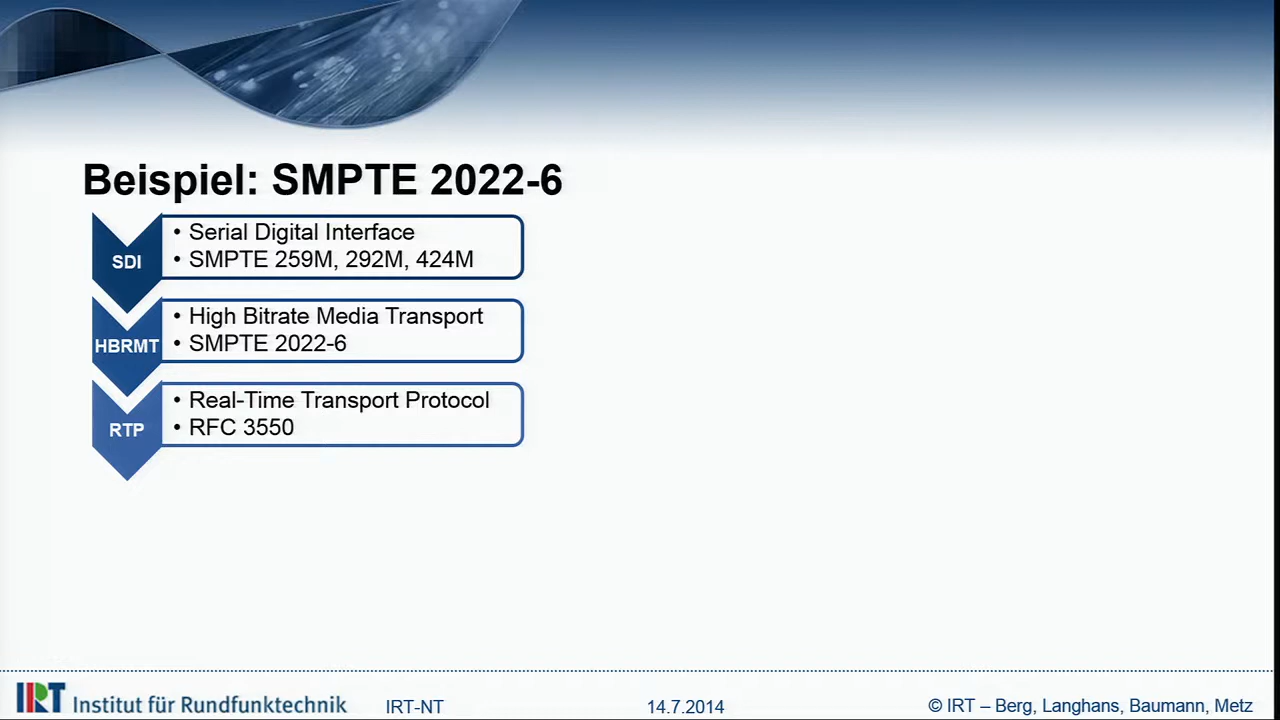 Beispiel: SMPTE 2022-6
SDI
• Serial Digital Interface
• SMPTE 259M, 292M, 424M
HBRMT
• High Bitrate Media Transport
• SMPTE 2022-6
RTP
• Real-Time Transport Protocol
• RFC 3550
IRT Institut für Rundfunktechnik
IRT-NT
14.7.2014
© IRT – Berg, Langhans, Baumann, Metz